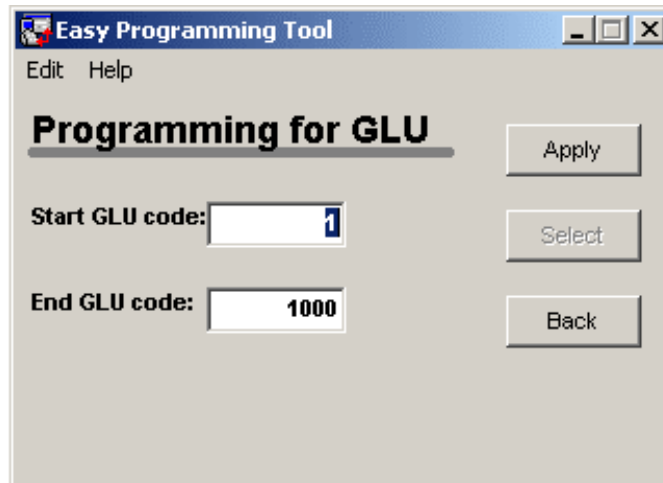 Easy Programming Tool
Edit Help
Programming for GLU
Apply
Start GLU code: 1
Select
End GLU code: 1000
Back